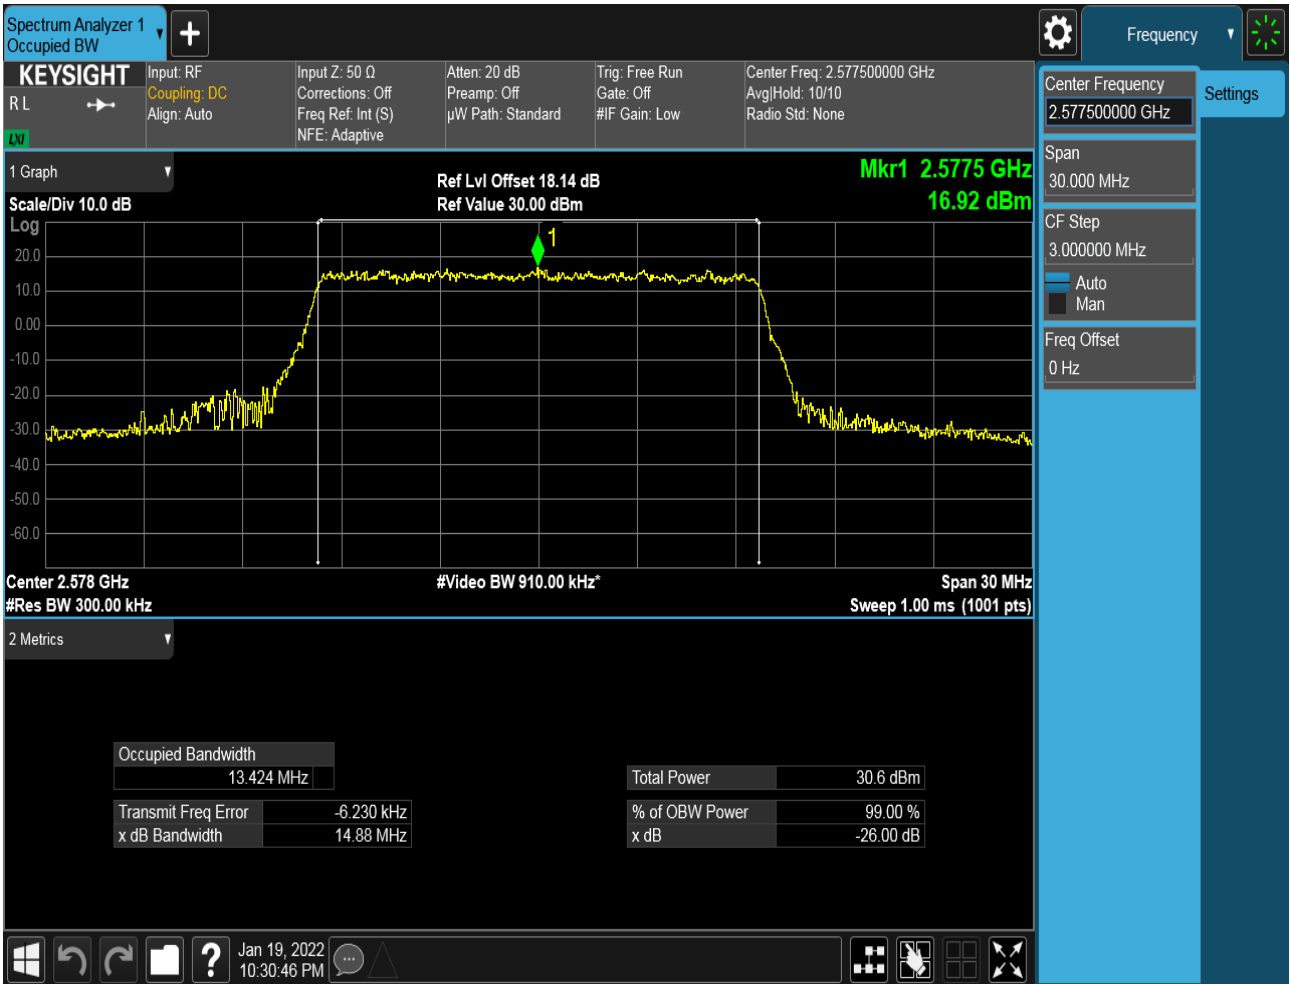 Spectrum Analyzer 1
Occupied BW
Frequency
KEYSIGHT
R L
LXI
Input: RF
Coupling: DC
Align: Auto
Input Z: 50 Ω
Corrections: Off
Freq Ref: Int (S)
NFE: Adaptive
Atten: 20 dB
Preamp: Off
µW Path: Standard
Trig: Free Run
Gate: Off
#IF Gain: Low
Center Freq: 2.577500000 GHz
Avg|Hold: 10/10
Radio Std: None
Center Frequency
2.577500000 GHz
Settings
Span
30.000 MHz
CF Step
3.000000 MHz
Auto
Man
Freq Offset
0 Hz
1 Graph
Scale/Div 10.0 dB
Ref Lvl Offset 18.14 dB
Ref Value 30.00 dBm
Mkr1 2.5775 GHz
16.92 dBm
Log
1
20.0
10.0
0.00
-10.0
-20.0
-30.0
-40.0
-50.0
-60.0
Center 2.578 GHz
#Video BW 910.00 kHz*
Span 30 MHz
#Res BW 300.00 kHz
Sweep 1.00 ms (1001 pts)
2 Metrics
Occupied Bandwidth
13.424 MHz
Total Power 30.6 dBm
Transmit Freq Error -6.230 kHz
% of OBW Power 99.00 %
x dB Bandwidth 14.88 MHz
x dB -26.00 dB
?
Jan 19, 2022
10:30:46 PM